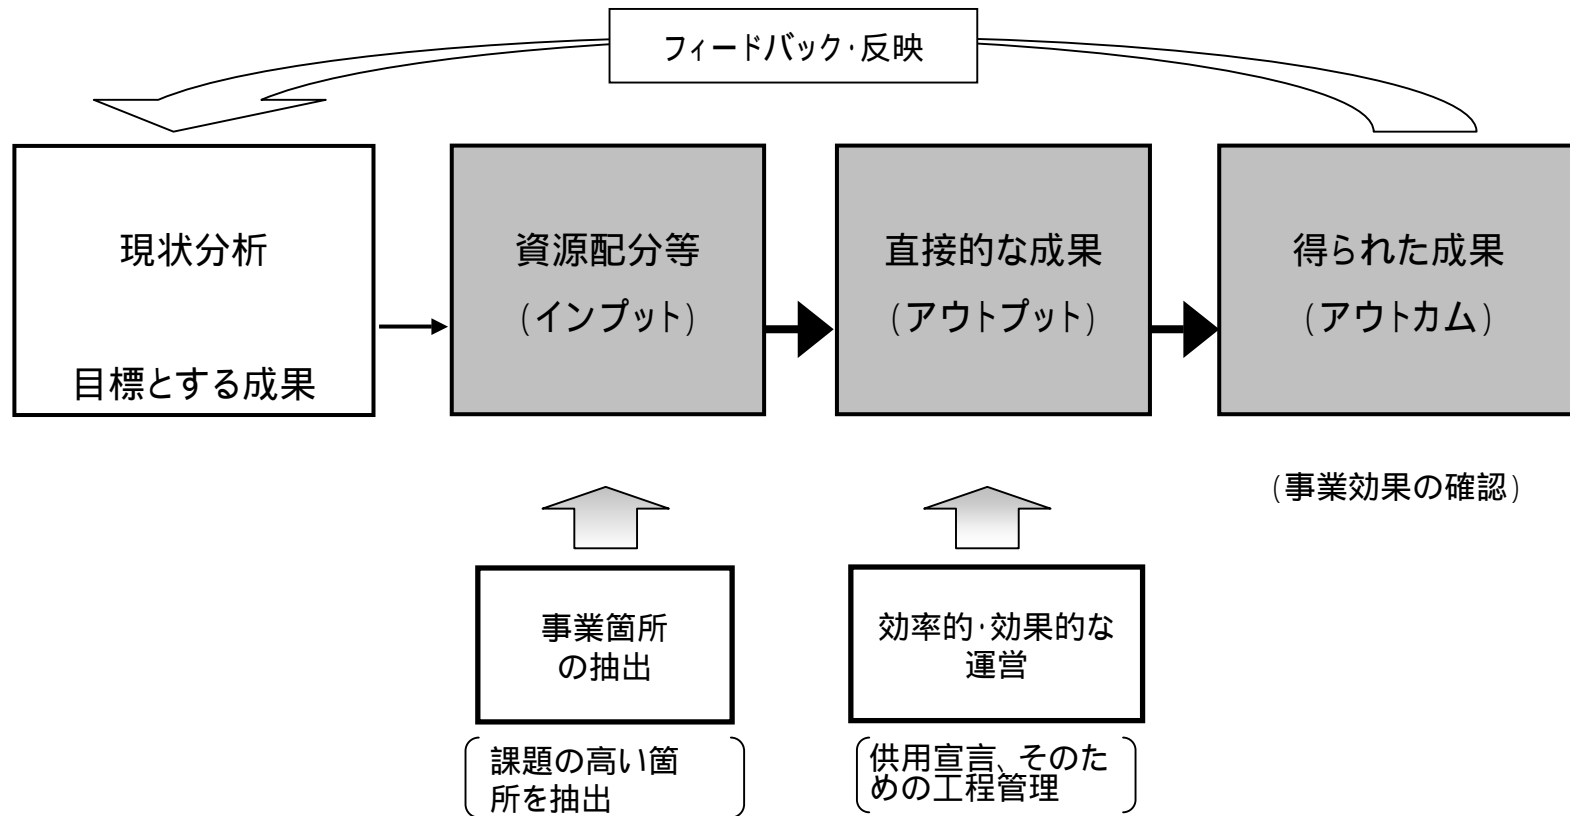 フィードバック・反映
現状分析
目標とする成果
資源配分等
(インプット)
直接的な成果
(アウトプット)
得られた成果
(アウトカム)
(事業効果の確認)
事業箇所
の抽出
課題の高い箇
所を抽出
効率的・効果的な
運営
供用宣言、そのた
めの工程管理